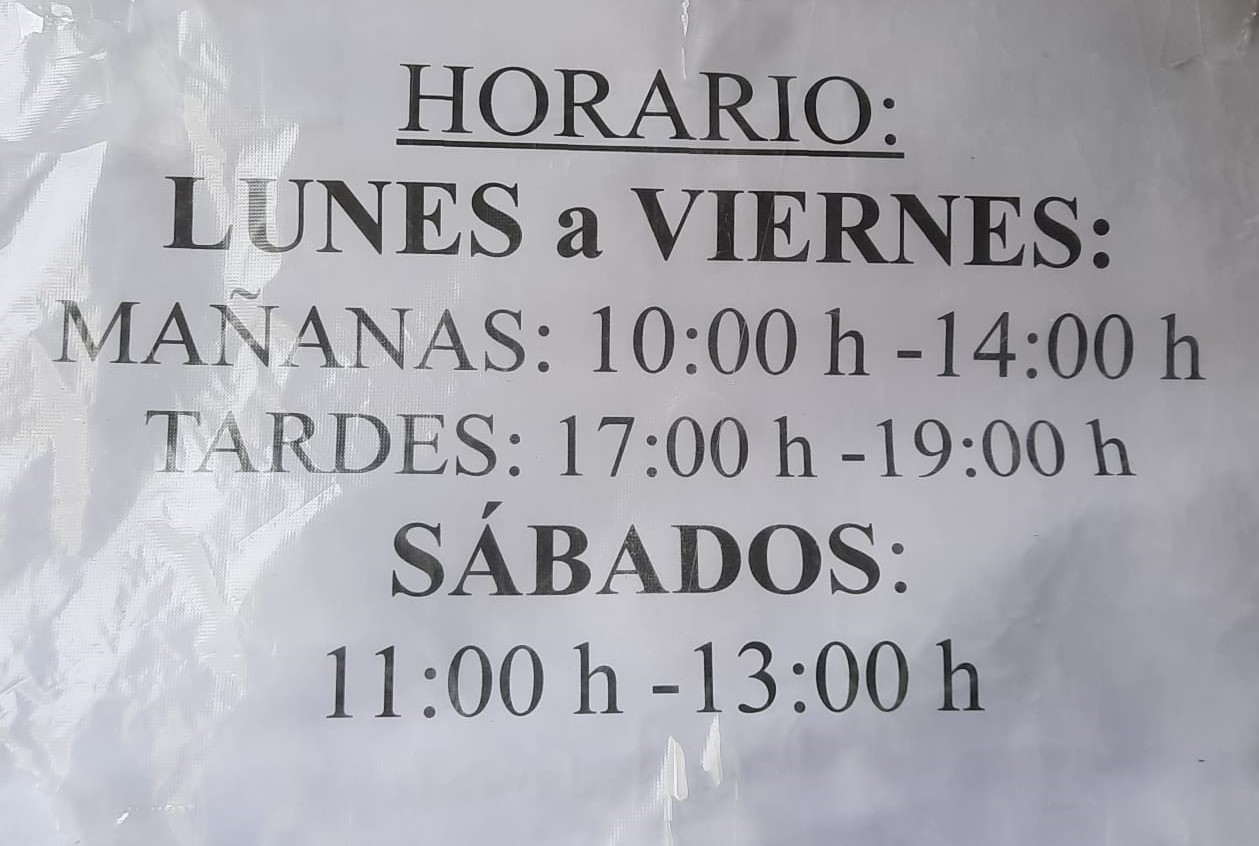 HORARIO:
LUNES a VIERNES:
MAÑANAS: 10:00 h -14:00 h
TARDES: 17:00 h -19:00 h
SÁBADOS:
11:00 h -13:00 h